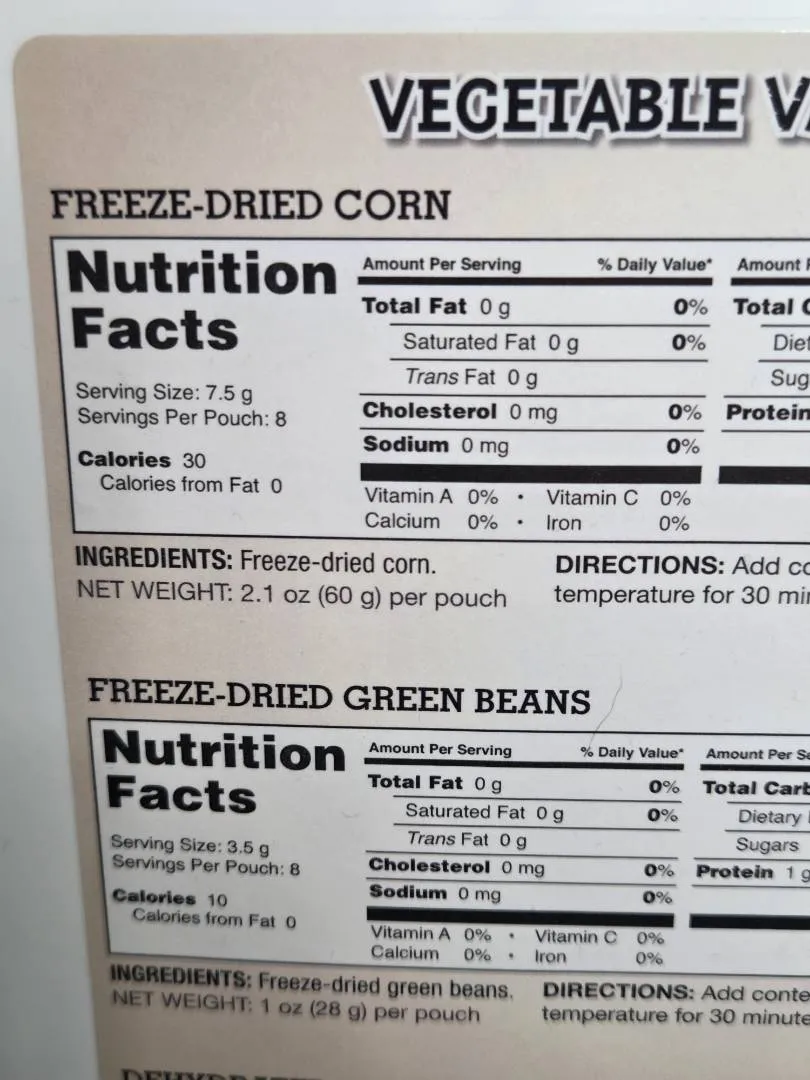 VEGETABLE
FREEZE-DRIED CORN
Nutrition
Facts
Serving Size: 7.5 g
Servings Per Pouch: 8
Calories 30
Calories from Fat 0
Amount Per Serving % Daily Value*
Total Fat 0 g 0%
Saturated Fat 0 g 0%
Trans Fat 0 g
Cholesterol 0 mg 0%
Sodium 0 mg 0%
Vitamin A 0% • Vitamin C 0%
Calcium 0% • Iron 0%
Amount
Total
Protein
INGREDIENTS: Freeze-dried corn.
NET WEIGHT: 2.1 oz (60 g) per pouch
DIRECTIONS: Add
temperature for 30
FREEZE-DRIED GREEN BEANS
Nutrition
Facts
Serving Size: 3.5 g
Servings Per Pouch: 8
Calories 10
Calories from Fat 0
Amount Per Serving % Daily Value*
Total Fat 0 g 0%
Saturated Fat 0 g 0%
Trans Fat 0 g
Cholesterol 0 mg 0%
Sodium 0 mg 0%
Vitamin A 0% • Vitamin C 0%
Calcium 0% • Iron 0%
Amount Per
Total
Dietary
Sugars
Protein 1 g
INGREDIENTS: Freeze-dried green beans.
NET WEIGHT: 1 oz (28 g) per pouch
DIRECTIONS: Add
temperature for 30